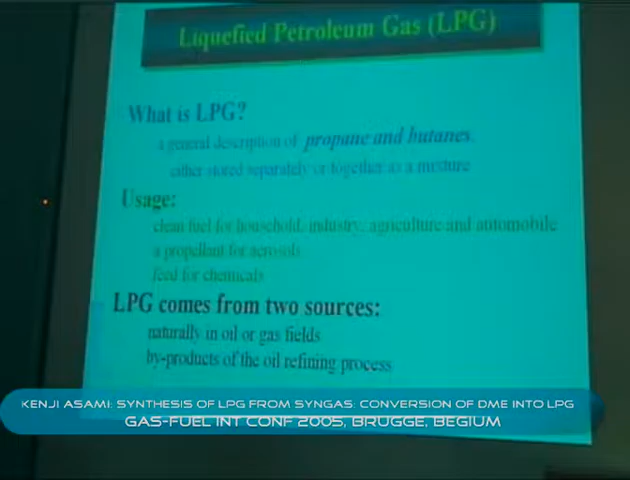 Liquefied Petroleum Gas (LPG)
What is LPG?
a general description of propane and butanes,
either stored separately or together as a mixture
Usage:
clean fuel for household, industry, agriculture and automobile
a propellant for aerosols
feed for chemicals
LPG comes from two sources:
naturally in oil or gas fields
by-products of the oil refining process
KENJI ASAMI: SYNTHESIS OF LPG FROM SYNGAS: CONVERSION OF DME INTO LPG
GAS-FUEL INT CONF 2005, BRUGGE, BEGIUM